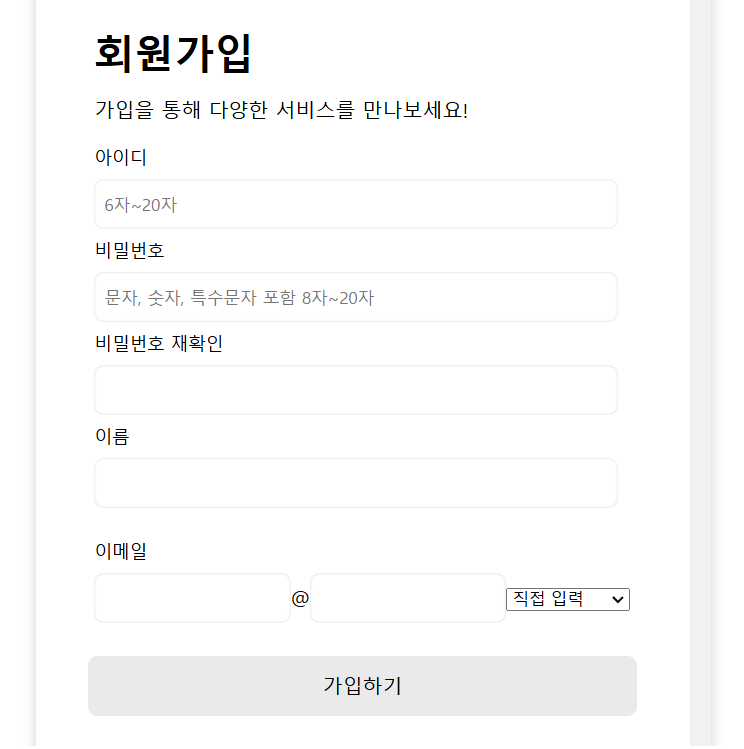 회원가입
가입을 통해 다양한 서비스를 만나보세요!
아이디
6자~20자
비밀번호
문자, 숫자, 특수문자 포함 8자~20자
비밀번호 재확인
이름
이메일
@ 직접 입력
가입하기